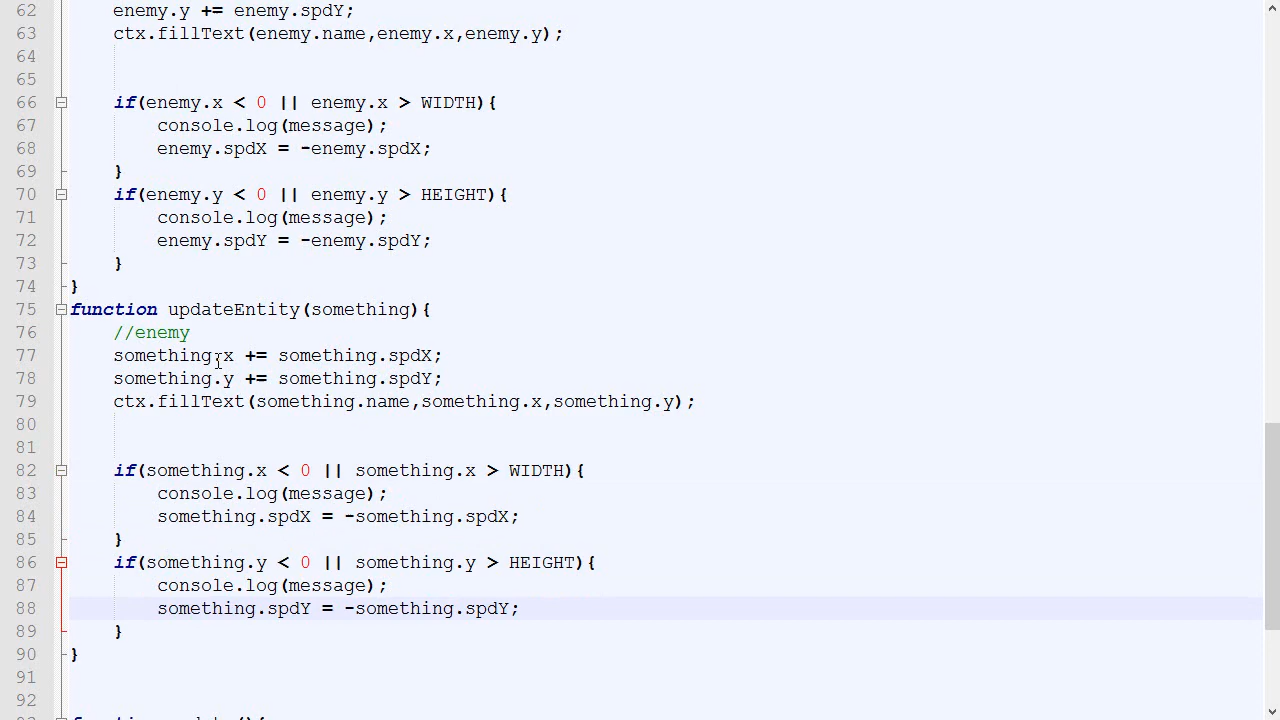 62 enemy.y += enemy.spdY;
63 ctx.fillText(enemy.name,enemy.x,enemy.y);
64
65
66 if(enemy.x < 0 || enemy.x > WIDTH){
67 console.log(message);
68 enemy.spdX = -enemy.spdX;
69 }
70 if(enemy.y < 0 || enemy.y > HEIGHT){
71 console.log(message);
72 enemy.spdY = -enemy.spdY;
73 }
74 }
75 function updateEntity(something){
76 //enemy
77 something.x += something.spdX;
78 something.y += something.spdY;
79 ctx.fillText(something.name,something.x,something.y);
80
81
82 if(something.x < 0 || something.x > WIDTH){
83 console.log(message);
84 something.spdX = -something.spdX;
85 }
86 if(something.y < 0 || something.y > HEIGHT){
87 console.log(message);
88 something.spdY = -something.spdY;
89 }
90 }
91
92